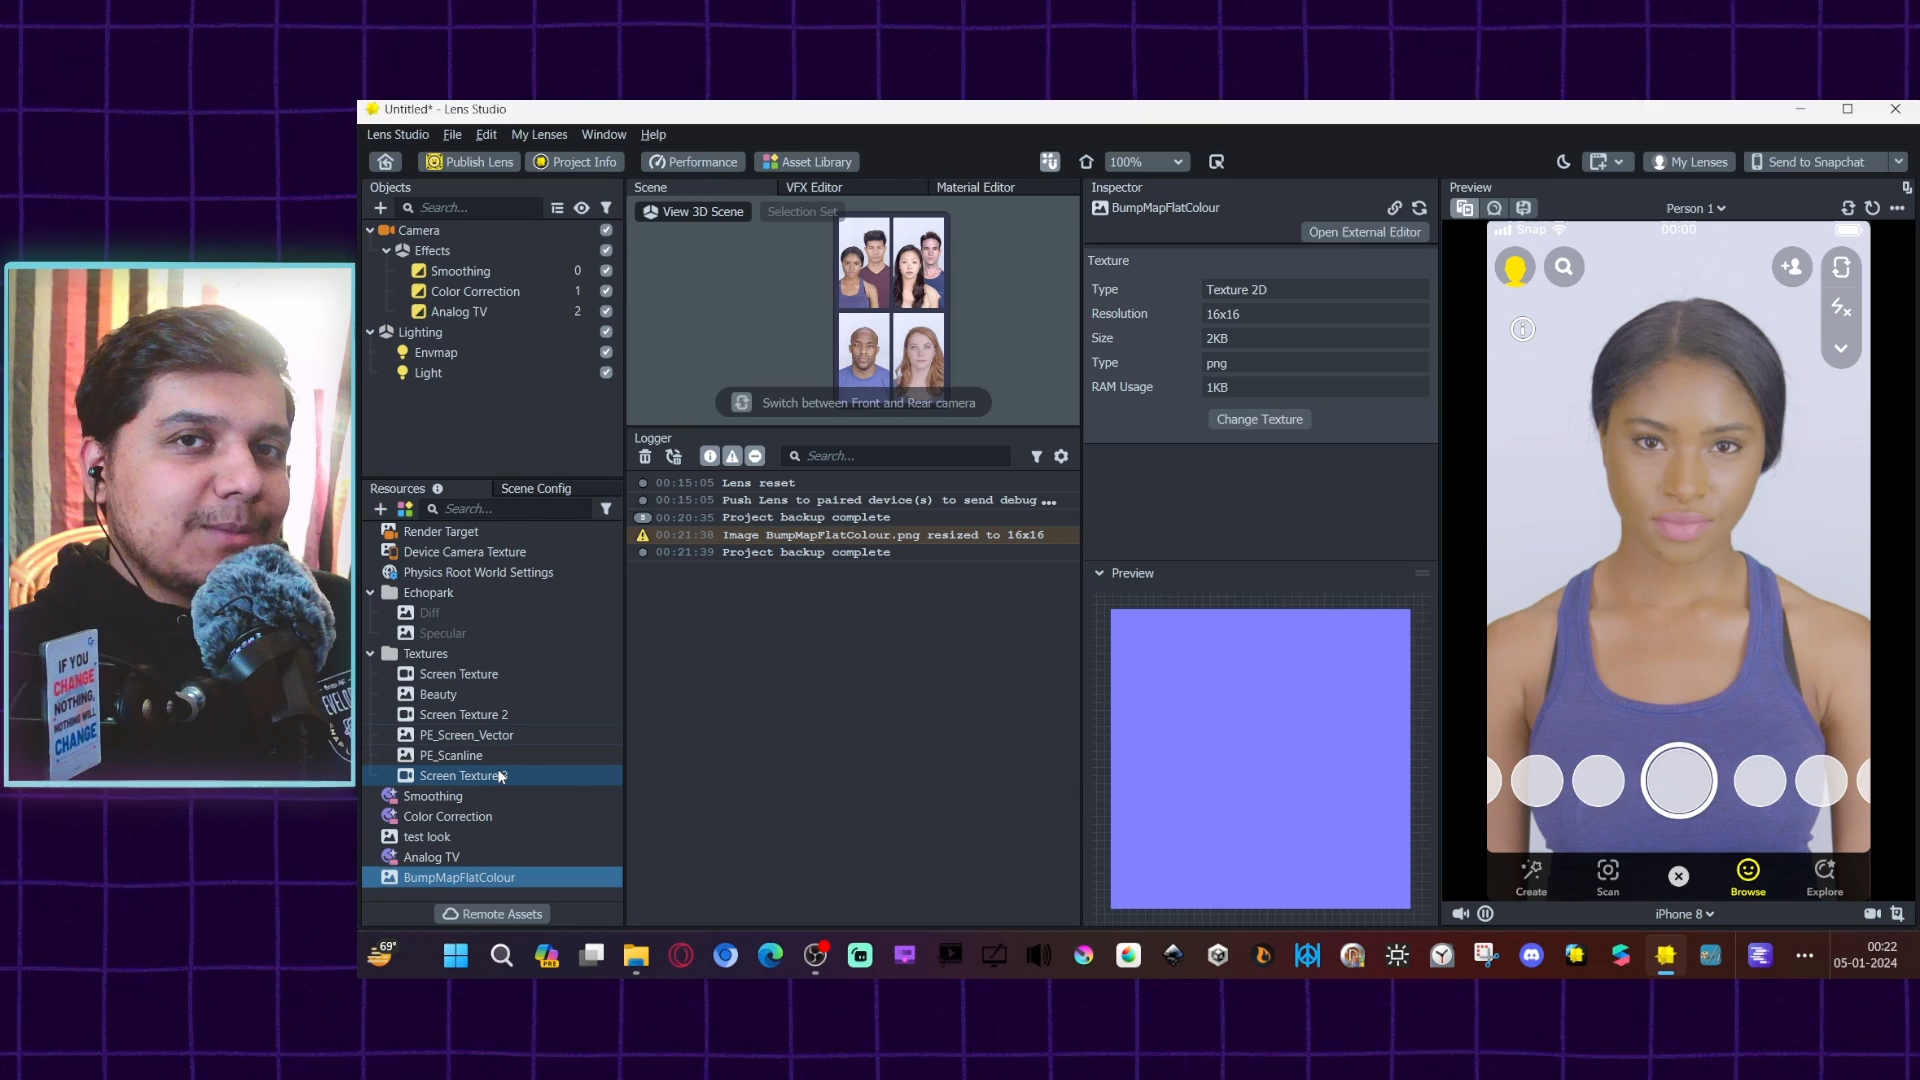 Untitled* - Lens Studio
Lens Studio File Edit My Lenses Window Help
Publish Lens Project Info Performance Asset Library 100% My Lenses Send to Snapchat
Objects
Search...
Camera
Effects
Smoothing 0
Color Correction 1
Analog TV 2
Lighting
Envmap
Light
Resources Scene Config
Search...
Render Target
Device Camera Texture
Physics Root World Settings
Echopark
Diff
Specular
Textures
Screen Texture
Beauty
Screen Texture 2
PE_Screen_Vector
PE_Scanline
Screen Texture
Smoothing
Color Correction
test look
Analog TV
BumpMapFlatColour
Remote Assets
Scene VFX Editor Material Editor
View 3D Scene Selection Set
Switch between Front and Rear camera
Logger
Search...
00:15:05 Lens reset
00:15:05 Push Lens to paired device(s) to send debug ...
00:20:35 Project backup complete
00:21:38 Image BumpMapFlatColour.png resized to 16x16
00:21:39 Project backup complete
Inspector
BumpMapFlatColour
Open External Editor
Texture
Type Texture 2D
Resolution 16x16
Size 2KB
Type png
RAM Usage 1KB
Change Texture
Preview
Preview
Person 1
Snap 00:00
Create Scan Browse Explore
iPhone 8
69°
PRE
00:22
05-01-2024
IF YOU
CHANGE
NOTHING,
NOTHING WILL
CHANGE